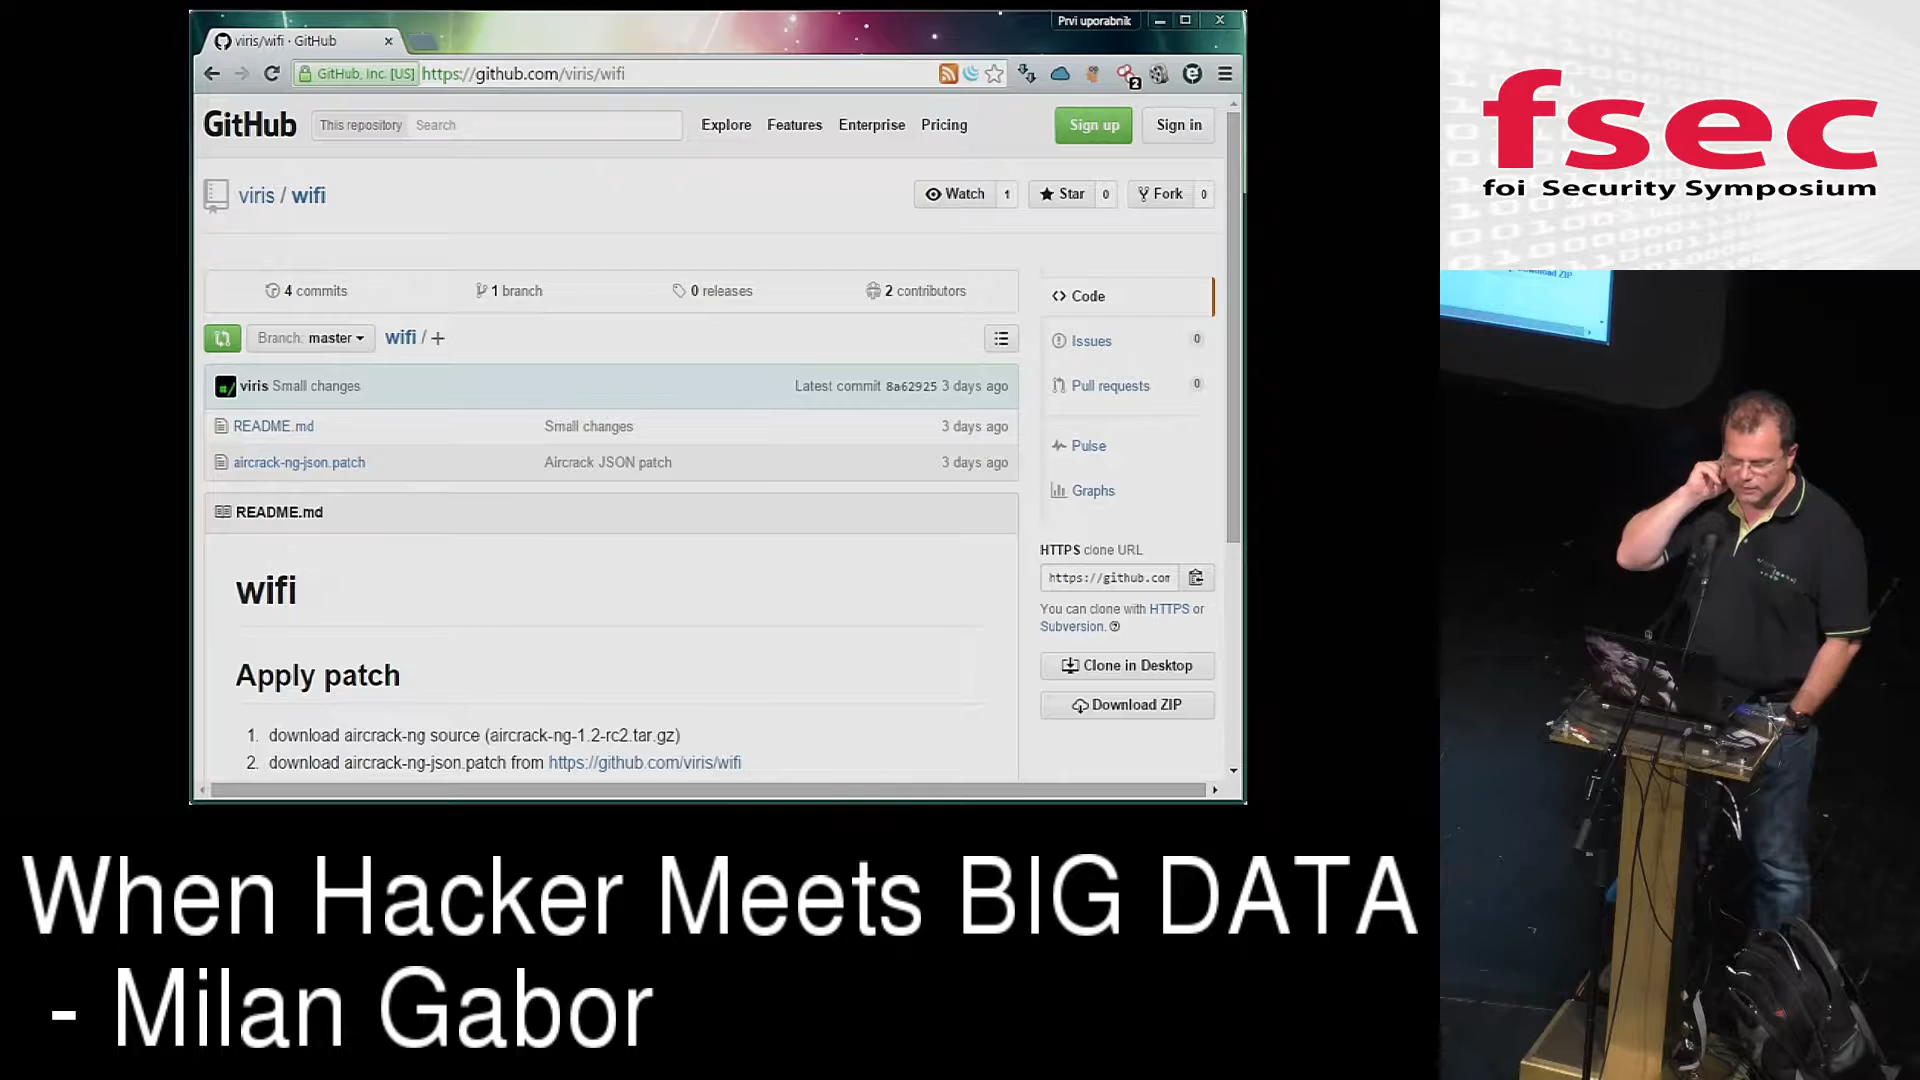 Prvi uporabnik
viris/wifi · GitHub
GitHub, Inc. [US] https://github.com/viris/wifi
2
GitHub This repository Search Explore Features Enterprise Pricing Sign up Sign in
viris / wifi Watch 1 Star 0 Fork 0
4 commits 1 branch 0 releases 2 contributors
Branch: master wifi / +
viris Small changes Latest commit 8a62925 3 days ago
README.md Small changes 3 days ago
aircrack-ng-json.patch Aircrack JSON patch 3 days ago
README.md
wifi
Apply patch
1. download aircrack-ng source (aircrack-ng-1.2-rc2.tar.gz)
2. download aircrack-ng-json.patch from https://github.com/viris/wifi
Code
Issues 0
Pull requests 0
Pulse
Graphs
HTTPS clone URL
https://github.com
You can clone with HTTPS or
Subversion.
Clone in Desktop
Download ZIP
fsec
foi Security Symposium
Download ZIP
When Hacker Meets BIG DATA
- Milan Gabor